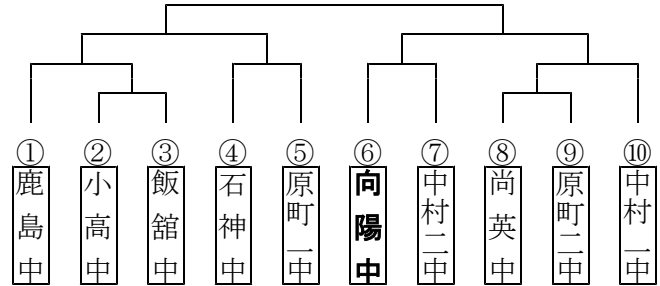 ① ② ③ ④ ⑤ ⑥ ⑦ ⑧ ⑨ ⑩
鹿島中
小高中
飯舘中
石神中
原町一中
向陽中
中村二中
尚英中
原町二中
中村一中